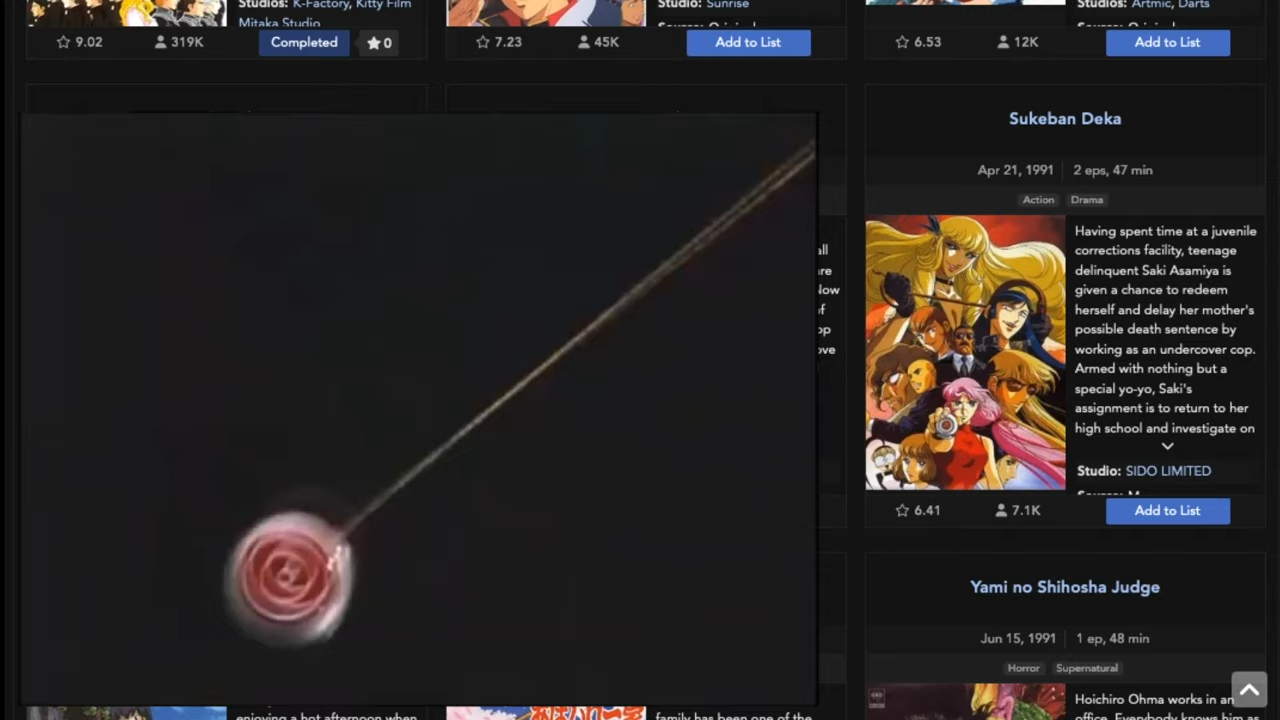 Studios: K-Factory, Kitty Film
Mitaka Studio
9.02
319K
Completed
0
Studio: Sunrise
7.23
45K
Add to List
Studios: Artmic, Darts
6.53
12K
Add to List
Sukeban Deka
Apr 21, 1991
2 eps, 47 min
Action
Drama
Having spent time at a juvenile
corrections facility, teenage
delinquent Saki Asamiya is
given a chance to redeem
herself and delay her mother's
possible death sentence by
working as an undercover cop.
Armed with nothing but a
special yo-yo, Saki's
assignment is to return to her
high school and investigate on
Studio: SIDO LIMITED
6.41
7.1K
Add to List
Yami no Shihosha Judge
Jun 15, 1991
1 ep, 48 min
Horror
Supernatural
Hoichiro Ohma works in an
office. Everybody knows him as
enjoying a hot afternoon when
family has been one of the